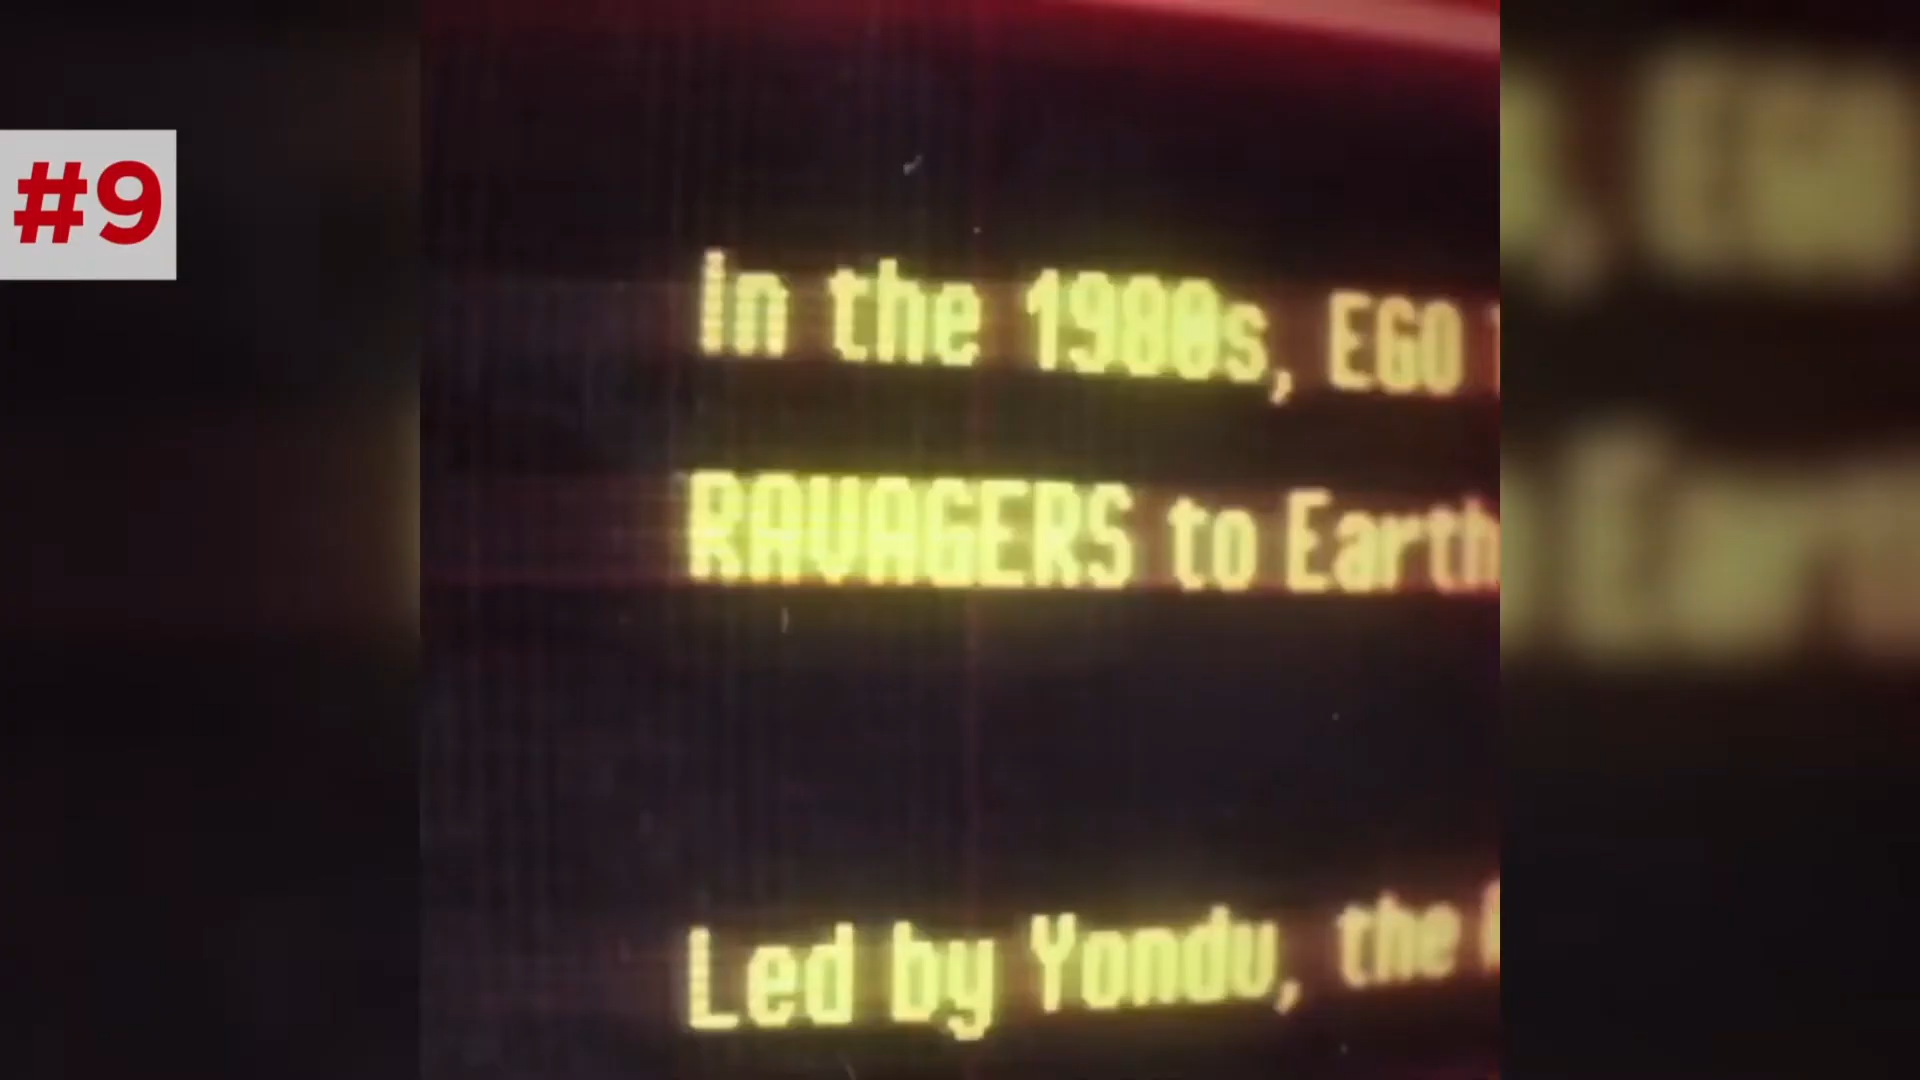 #9
In the 1980s, EGO
RAVAGERS to Earth
Led by Yondu, the